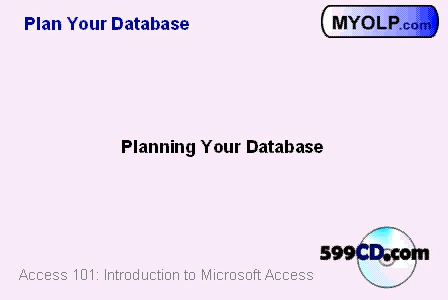 Plan Your Database
MYOLP.com
Planning Your Database
599CD.com
Access 101: Introduction to Microsoft Access